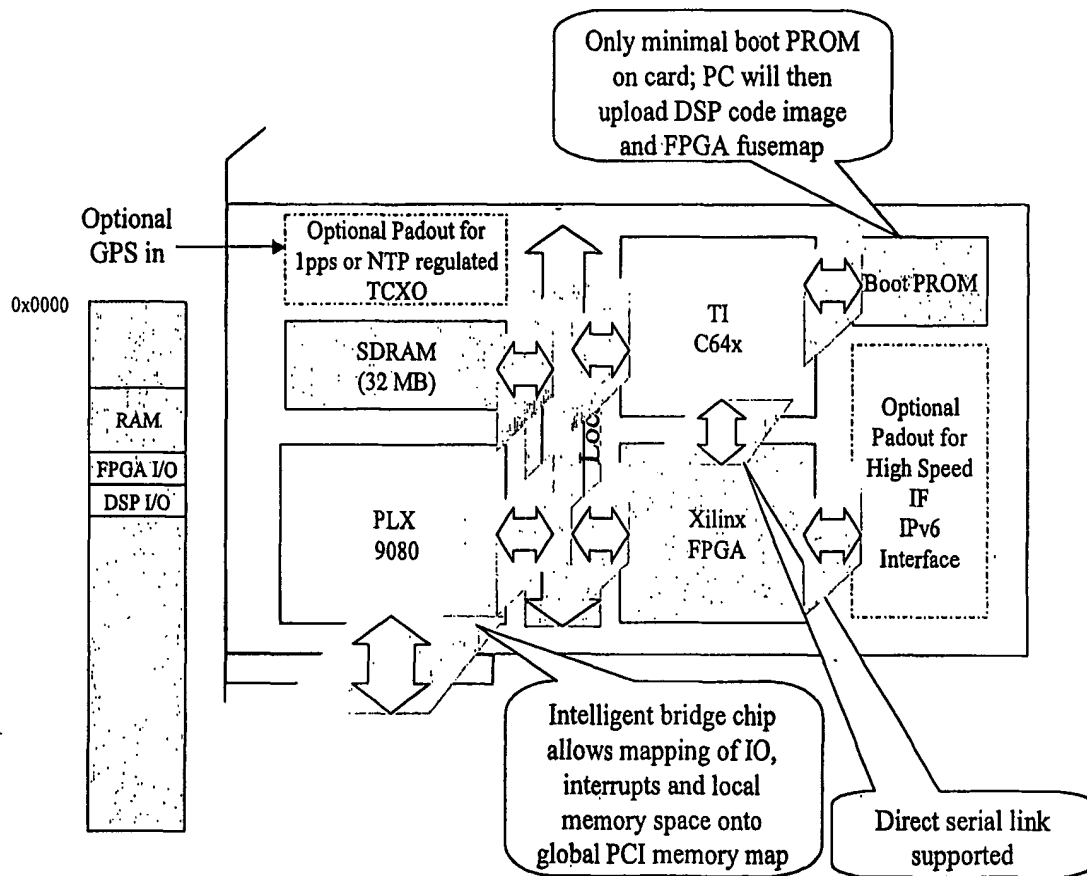 Only minimal boot PROM
on card; PC will then
upload DSP code image
and FPGA fusemap
Optional
GPS in
Optional Padout for
1pps or NTP regulated
TCXO
0x0000
SDRAM
(32 MB)
TI
C64x
Boot PROM
RAM
FPGA I/O
DSP I/O
PLX
9080
Loc
Xilinx
FPGA
Optional
Padout for
High Speed
IF
IPv6
Interface
Intelligent bridge chip
allows mapping of IO,
interrupts and local
memory space onto
global PCI memory map
Direct serial link
supported